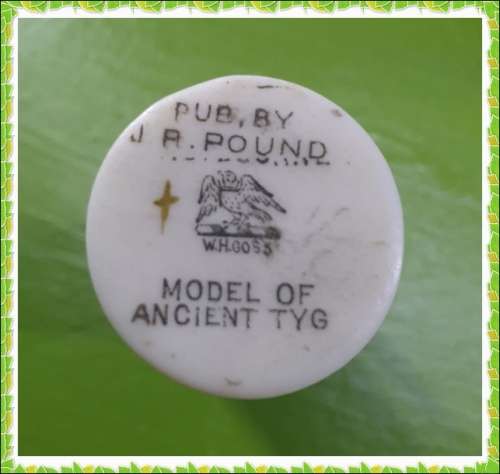 PUB, BY
J R. POUND
W.H.GOSS
MODEL OF
ANCIENT TYG